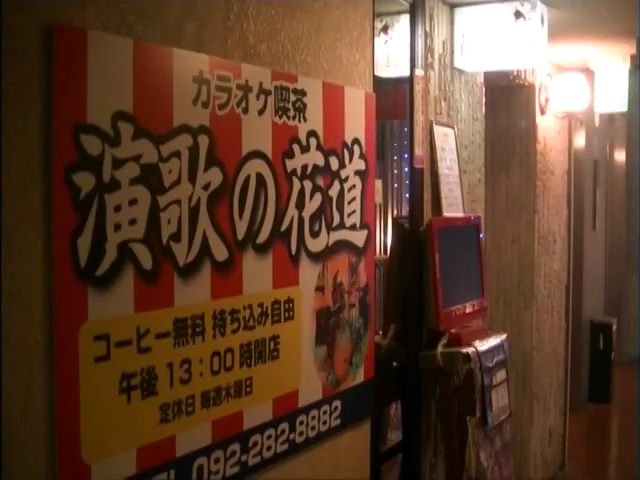 カラオケ喫茶
演歌の花道
コーヒー無料 持ち込み自由
午後 13:00 時開店
定休日 毎週木曜日
TEL 092-282-8882